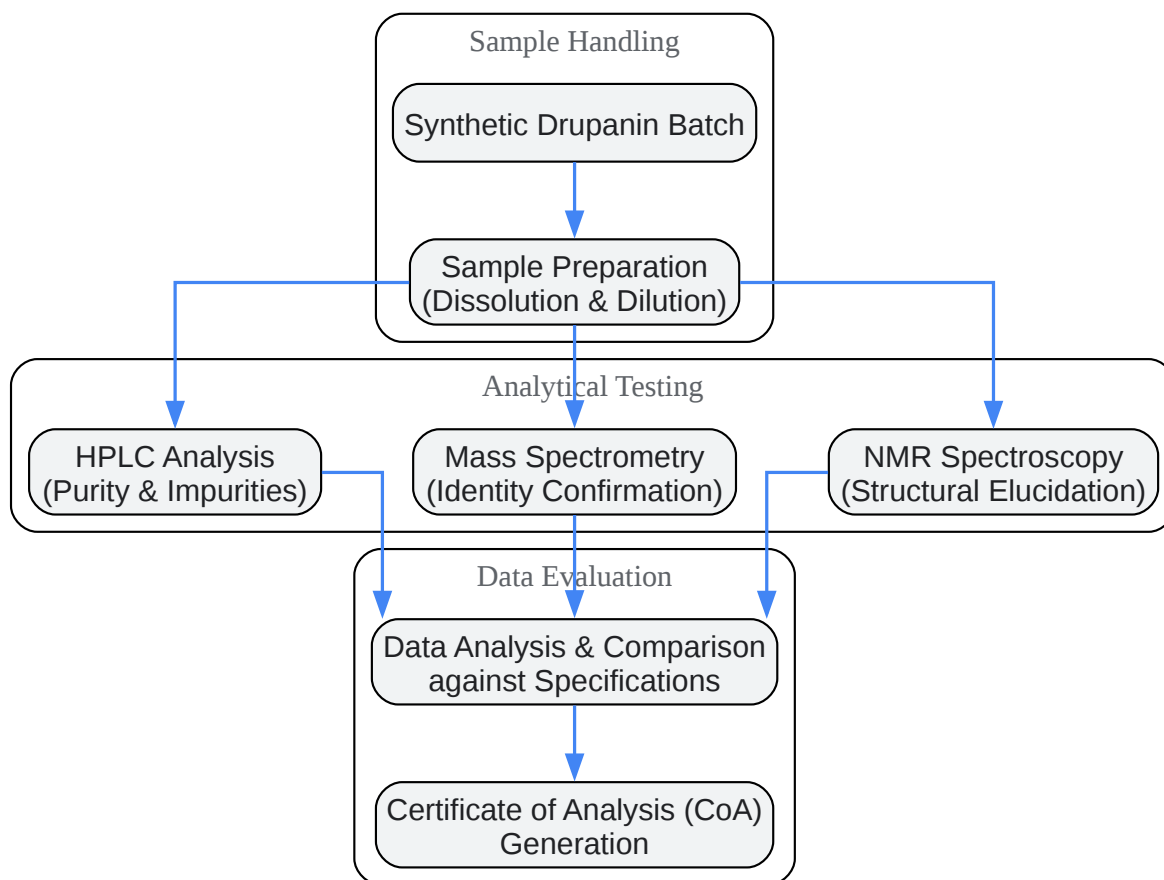 Sample Handling
Synthetic Drupanin Batch
Sample Preparation
(Dissolution & Dilution)
Analytical Testing
HPLC Analysis
(Purity & Impurities)
Mass Spectrometry
(Identity Confirmation)
NMR Spectroscopy
(Structural Elucidation)
Data Evaluation
Data Analysis & Comparison
against Specifications
Certificate of Analysis (CoA)
Generation